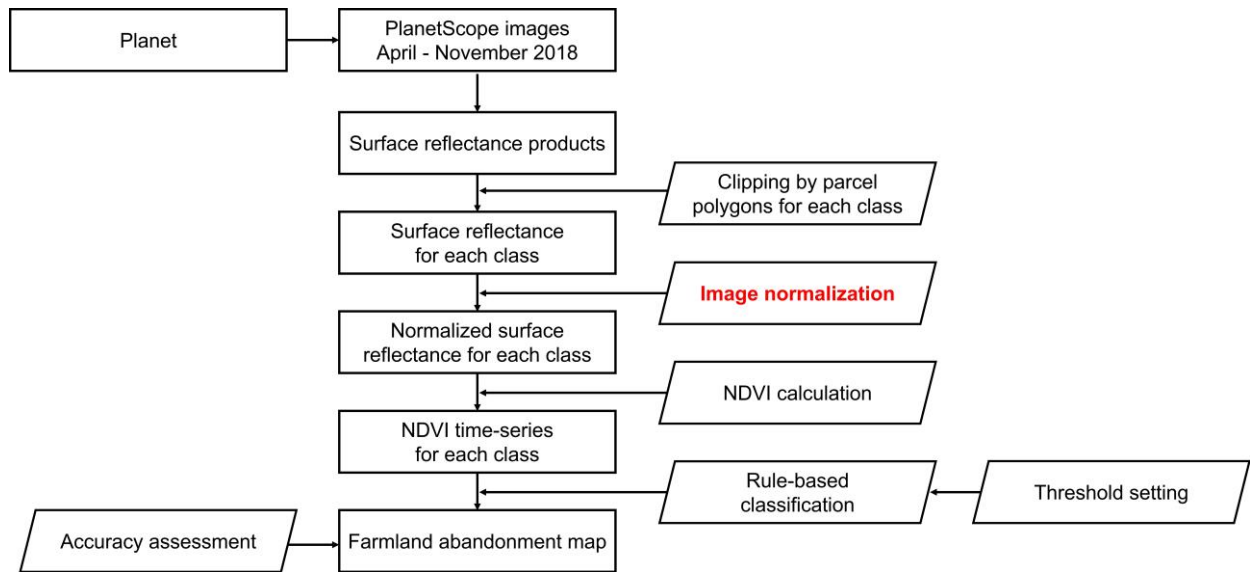 Planet
PlanetScope images
April - November 2018
Surface reflectance products
Clipping by parcel
polygons for each class
Surface reflectance
for each class
Image normalization
Normalized surface
reflectance for each class
NDVI calculation
NDVI time-series
for each class
Rule-based
classification
Threshold setting
Accuracy assessment
Farmland abandonment map